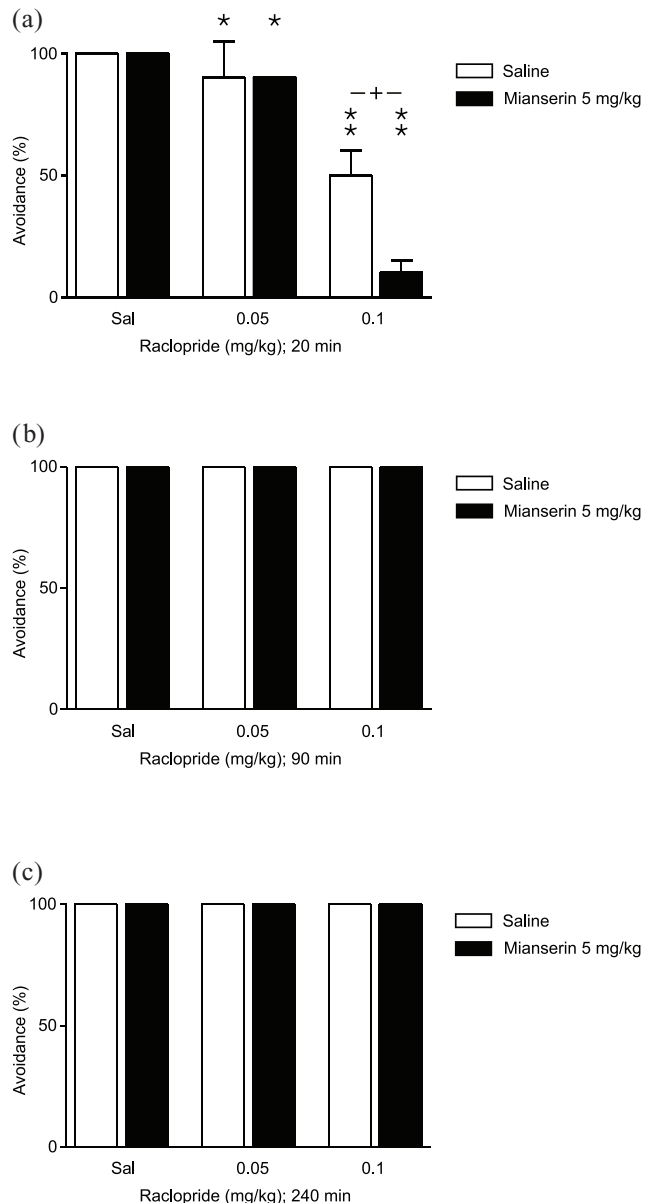 (a)
* *
100
Saline
Mianserin 5 mg/kg
— + —
* *
* *
50
Avoidance (%)
0
Sal 0.05 0.1
Raclopride (mg/kg); 20 min
(b)
100
Saline
Mianserin 5 mg/kg
50
Avoidance (%)
0
Sal 0.05 0.1
Raclopride (mg/kg); 90 min
(c)
100
Saline
Mianserin 5 mg/kg
50
Avoidance (%)
0
Sal 0.05 0.1
Raclopride (mg/kg); 240 min